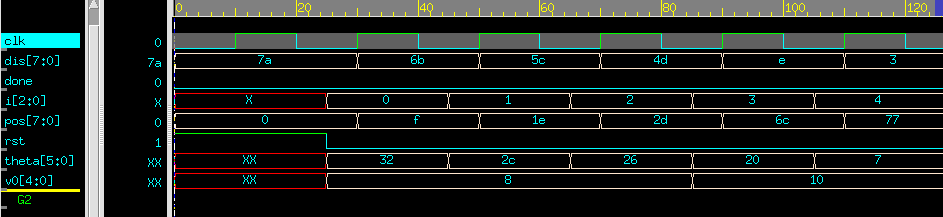 0 20 40 60 80 100 120
clk 0
dis[7:0] 7a 7a 6b 5c 4d e 3
done 0
i[2:0] X X 0 1 2 3 4
pos[7:0] 0 0 f 1e 2d 6c 77
rst 1
theta[5:0] XX XX 32 2c 26 20 7
v0[4:0] XX XX 8 10
G2